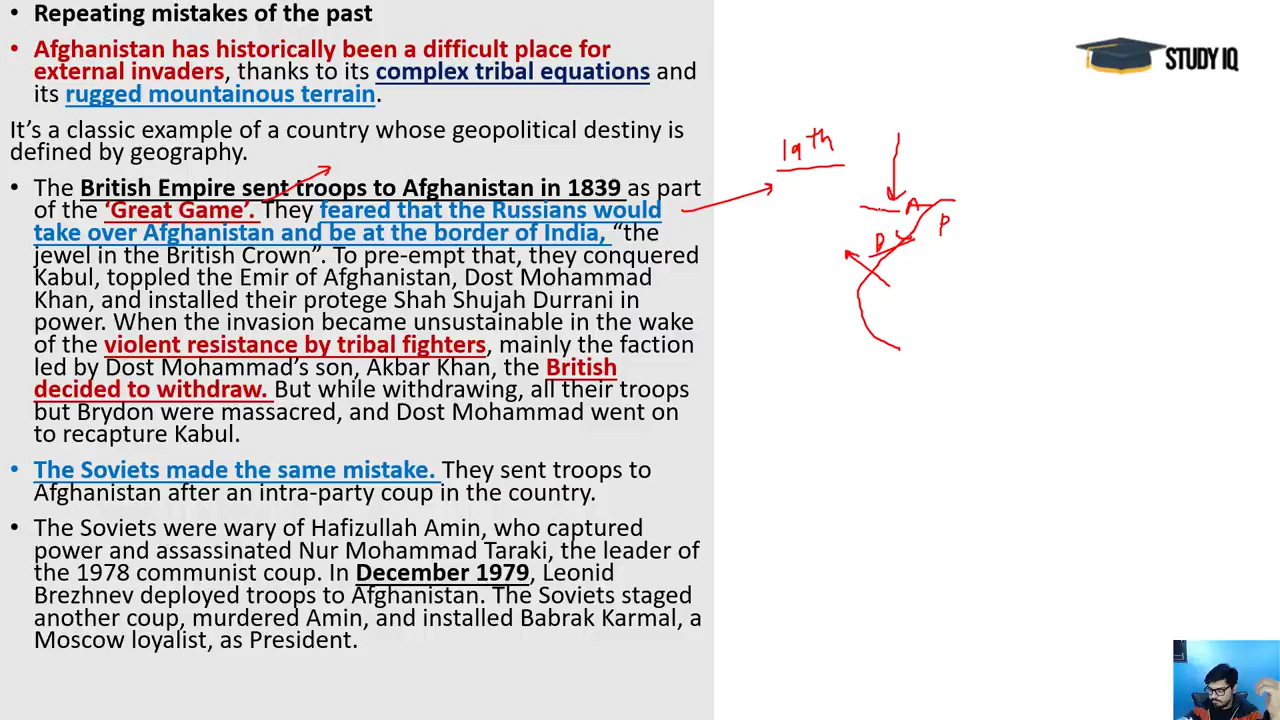 • Repeating mistakes of the past
• Afghanistan has historically been a difficult place for
external invaders, thanks to its complex tribal equations and
its rugged mountainous terrain.
It’s a classic example of a country whose geopolitical destiny is
defined by geography.
• The British Empire sent troops to Afghanistan in 1839 as part
of the ‘Great Game’. They feared that the Russians would
take over Afghanistan and be at the border of India, “the
jewel in the British Crown”. To pre-empt that, they conquered
Kabul, toppled the Emir of Afghanistan, Dost Mohammad
Khan, and installed their protege Shah Shujah Durrani in
power. When the invasion became unsustainable in the wake
of the violent resistance by tribal fighters, mainly the faction
led by Dost Mohammad’s son, Akbar Khan, the British
decided to withdraw. But while withdrawing, all their troops
but Brydon were massacred, and Dost Mohammad went on
to recapture Kabul.
• The Soviets made the same mistake. They sent troops to
Afghanistan after an intra-party coup in the country.
• The Soviets were wary of Hafizullah Amin, who captured
power and assassinated Nur Mohammad Taraki, the leader of
the 1978 communist coup. In December 1979, Leonid
Brezhnev deployed troops to Afghanistan. The Soviets staged
another coup, murdered Amin, and installed Babrak Karmal, a
Moscow loyalist, as President.
STUDY IQ
19th
A
P